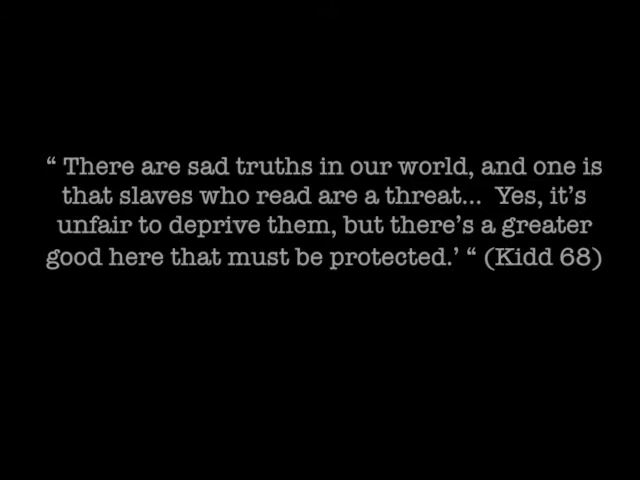 “ There are sad truths in our world, and one is
that slaves who read are a threat... Yes, it’s
unfair to deprive them, but there’s a greater
good here that must be protected.’ “ (Kidd 68)